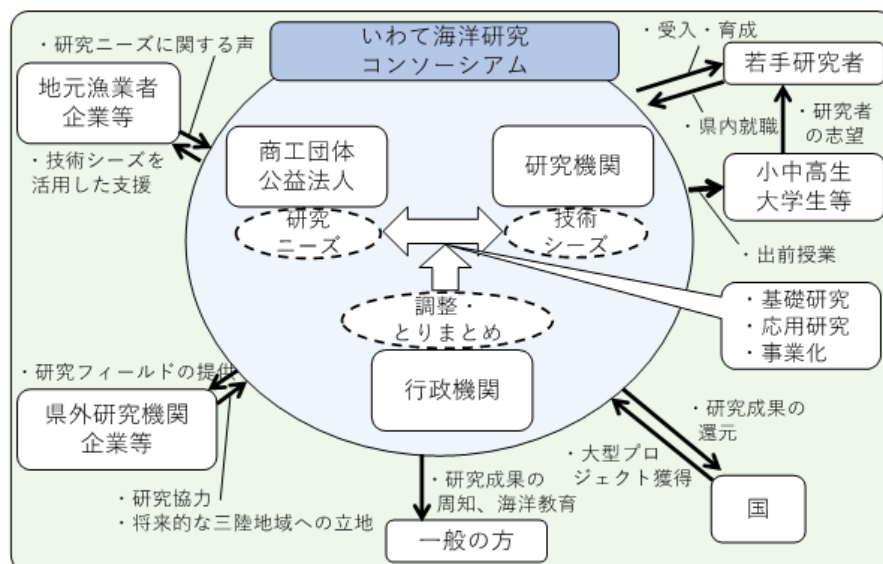 いわて海洋研究
コンソーシアム
・研究ニーズに関する声
地元漁業者
企業等
・技術シーズを
活用した支援
商工団体
公益法人
研究機関
研究
ニーズ
技術
シーズ
調整・
とりまとめ
行政機関
・受入・育成
若手研究者
・県内就職
・研究者
の志望
小中高生
大学生等
・出前授業
・基礎研究
・応用研究
・事業化
・研究フィールドの提供
県外研究機関
企業等
・研究協力
・将来的な三陸地域への立地
・研究成果の
周知、海洋教育
一般の方
・大型プロ
ジェクト獲得
・研究成果の
還元
国